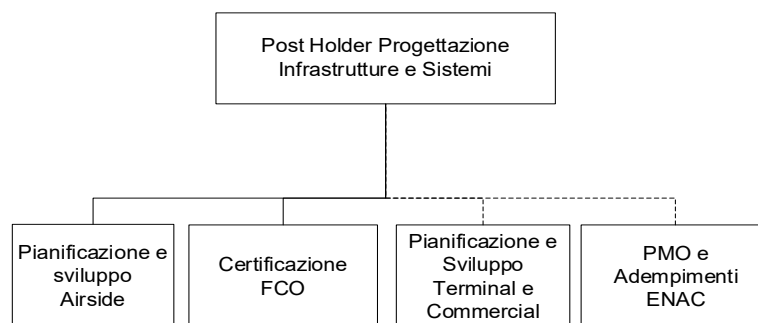 Post Holder Progettazione
Infrastrutture e Sistemi
Pianificazione e
sviluppo
Airside
Certificazione
FCO
Pianificazione e
Sviluppo
Terminal e
Commercial
PMO e
Adempimenti
ENAC